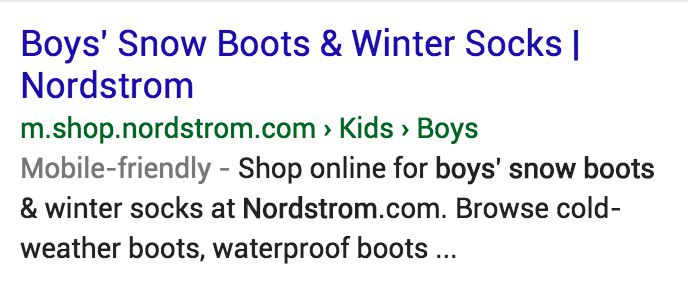 Boys' Snow Boots & Winter Socks |
Nordstrom
m.shop.nordstrom.com › Kids › Boys
Mobile-friendly - Shop online for boys' snow boots
& winter socks at Nordstrom.com. Browse cold-
weather boots, waterproof boots ...